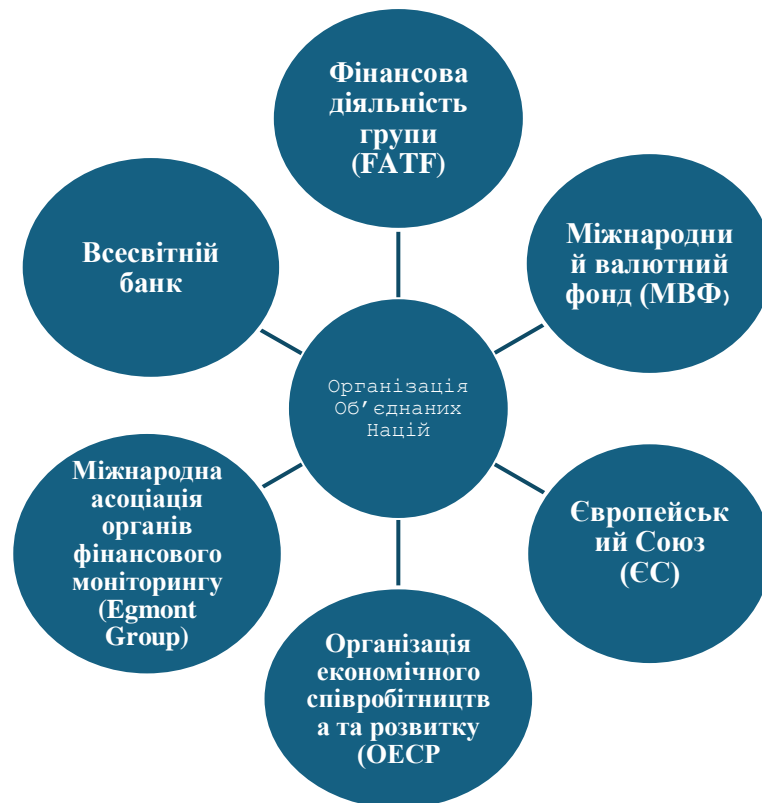 Фінансова
діяльність
групи
(FATF)
Всесвітній
банк
Міжнародни
й валютний
фонд (МВФ)
Організація
Об’єднаних
Націй
Міжнародна
асоціація
органів
фінансового
моніторингу
(Egmont
Group)
Європейськ
ий Союз
(ЄС)
Організація
економічного
співробітництв
а та розвитку
(ОЕСР